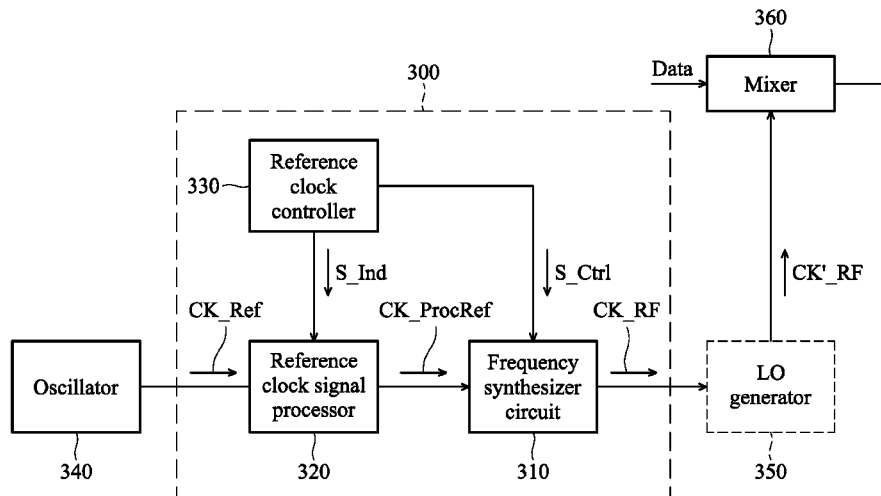 360
Data
Mixer
300
330
Reference
clock
controller
S_Ind
S_Ctrl
CK'_RF
CK_Ref
CK_ProcRef
CK_RF
Oscillator
Reference
clock signal
processor
Frequency
synthesizer
circuit
LO
generator
340
320
310
350